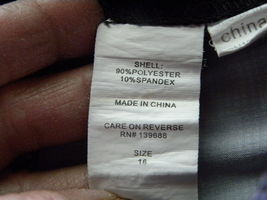 SHELL:
90%POLYESTER
10%SPANDEX
MADE IN CHINA
CARE ON REVERSE
RN# 139688
SIZE
16
china